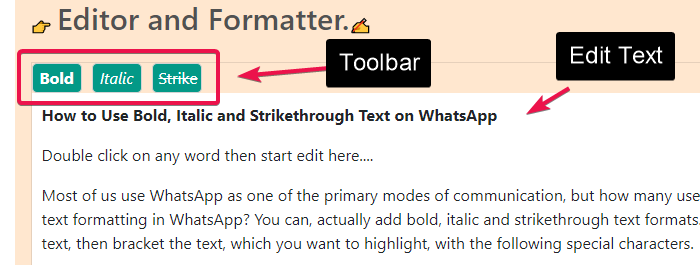 👉 Editor and Formatter.✍
Toolbar
Edit Text
Bold Italic Strike
How to Use Bold, Italic and Strikethrough Text on WhatsApp
Double click on any word then start edit here....
Most of us use WhatsApp as one of the primary modes of communication, but how many use
text formatting in WhatsApp? You can, actually add bold, italic and strikethrough text formats.
text, then bracket the text, which you want to highlight, with the following special characters.